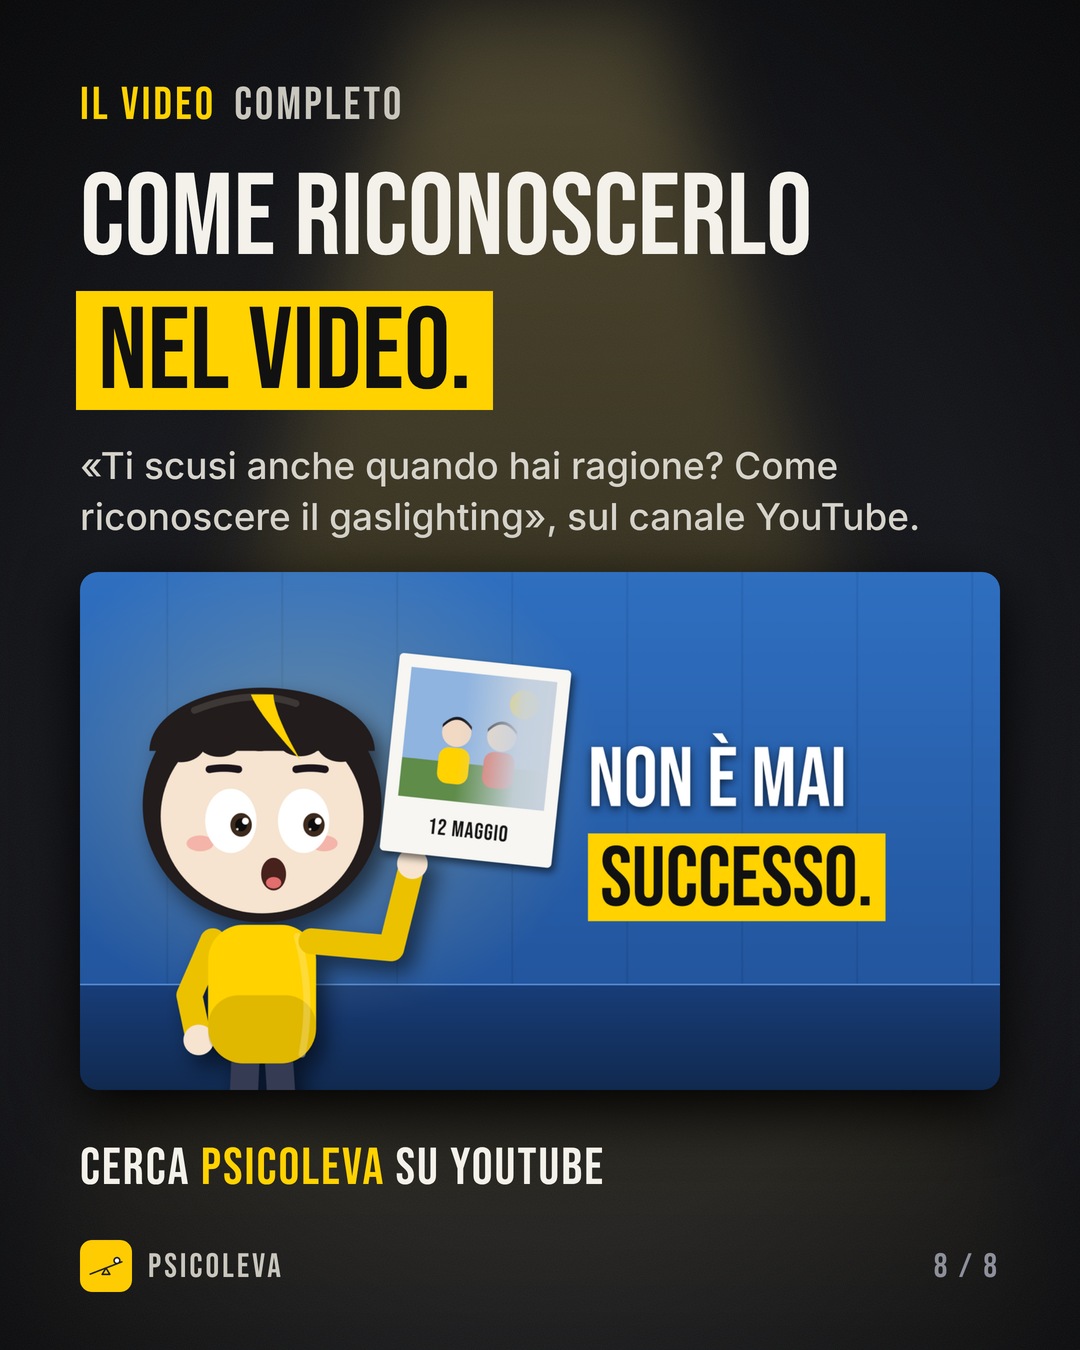 IL VIDEO COMPLETO
COME RICONOSCERLO
NEL VIDEO.
«Ti scusi anche quando hai ragione? Come
riconoscere il gaslighting», sul canale YouTube.
12 MAGGIO
NON È MAI
SUCCESSO.
CERCA PSICOLEVA SU YOUTUBE
PSICOLEVA
8 / 8